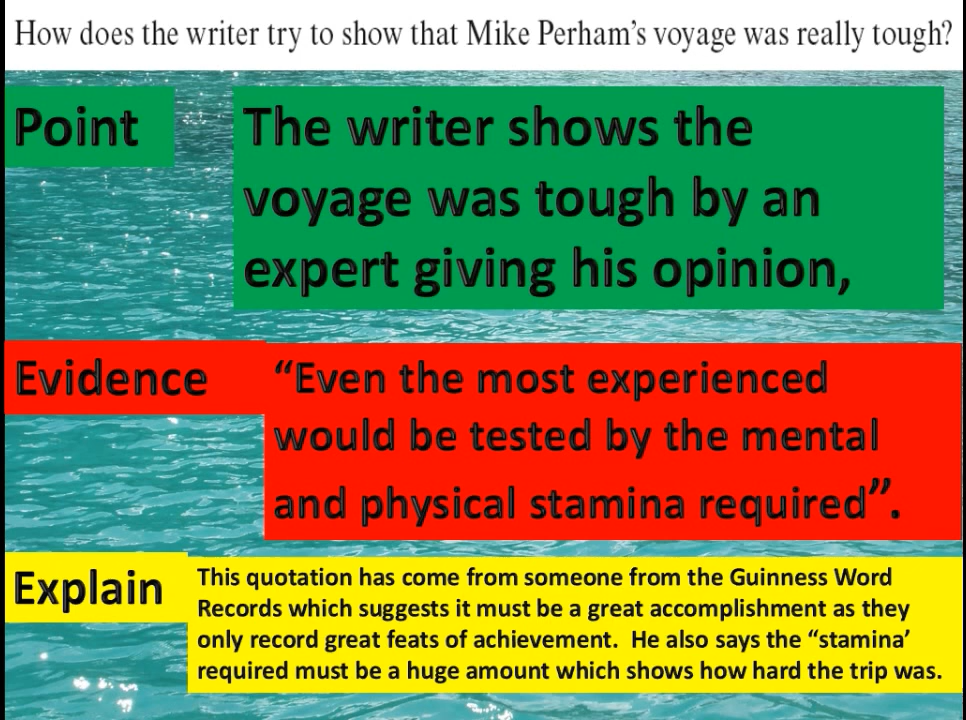 How does the writer try to show that Mike Perham's voyage was really tough?
Point
The writer shows the
voyage was tough by an
expert giving his opinion,
Evidence
“Even the most experienced
would be tested by the mental
and physical stamina required”.
Explain
This quotation has come from someone from the Guinness Word
Records which suggests it must be a great accomplishment as they
only record great feats of achievement.  He also says the “stamina’
required must be a huge amount which shows how hard the trip was.